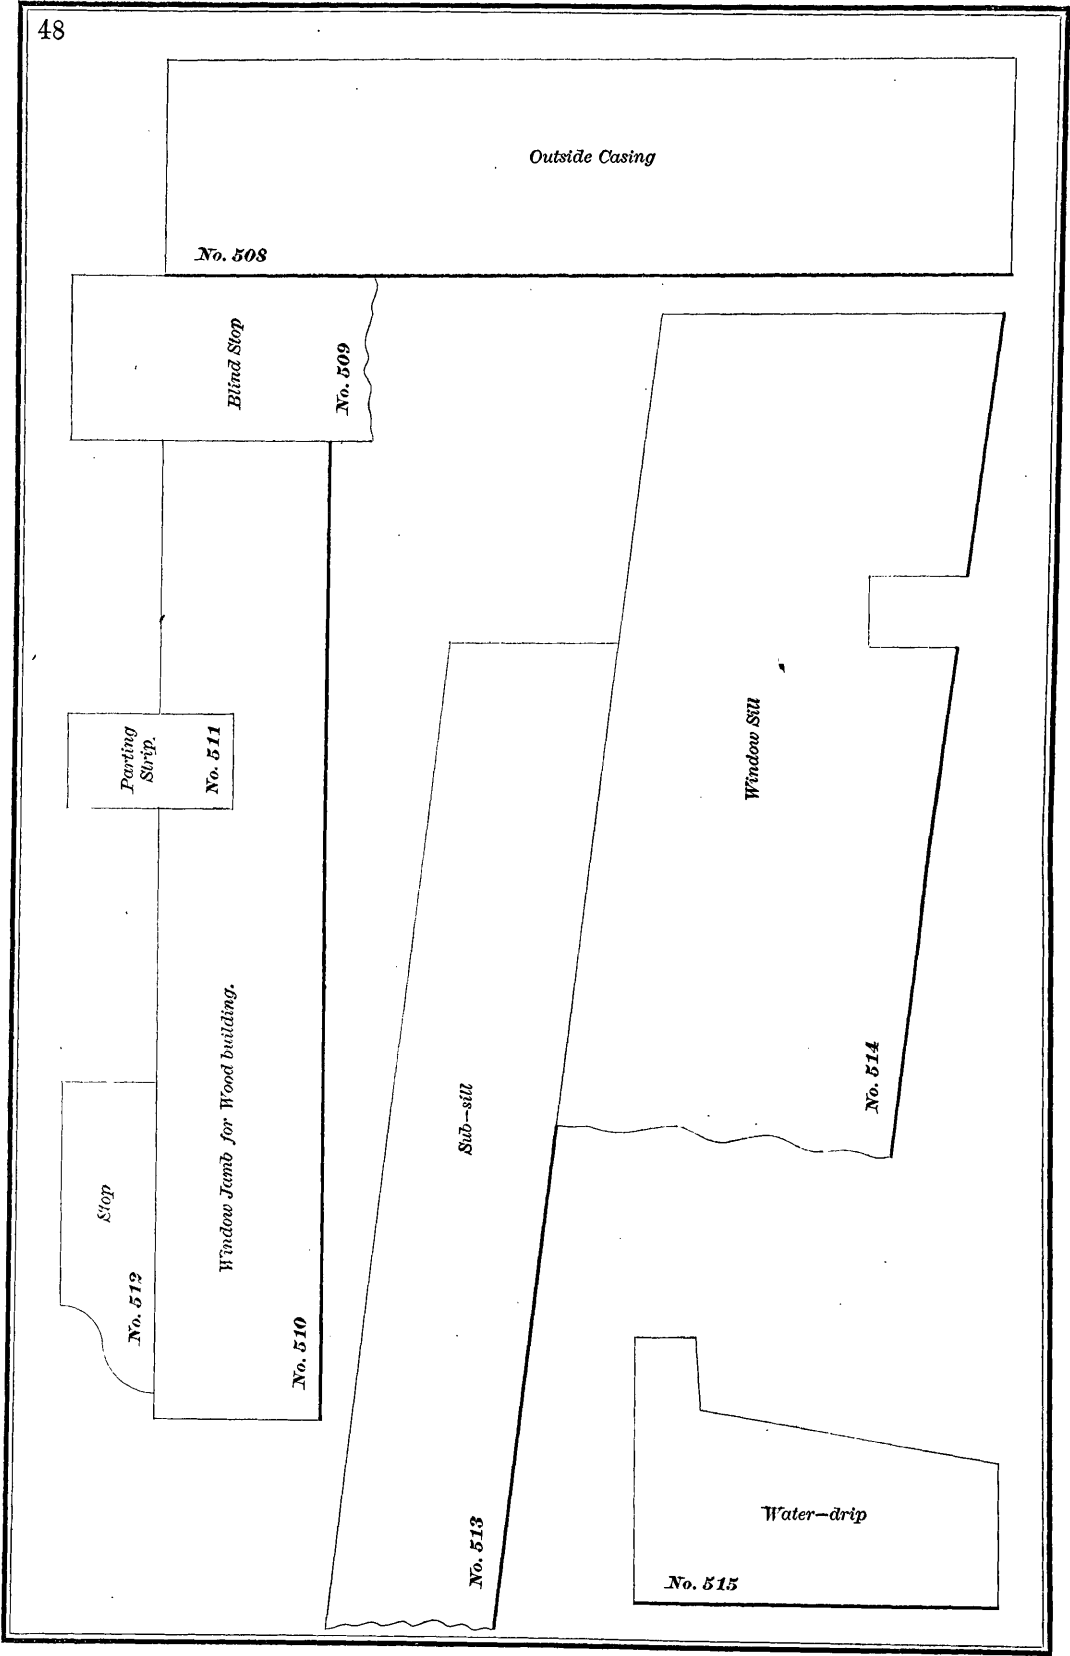 48
Outside Casing
No. 508
Blind Stop
No. 509
Parting
Strip.
No. 511
Window Sill
Window Jamb for Wood building.
No. 510
Stop
No. 512
Sub-sill
No. 513
No. 514
Water-drip
No. 515